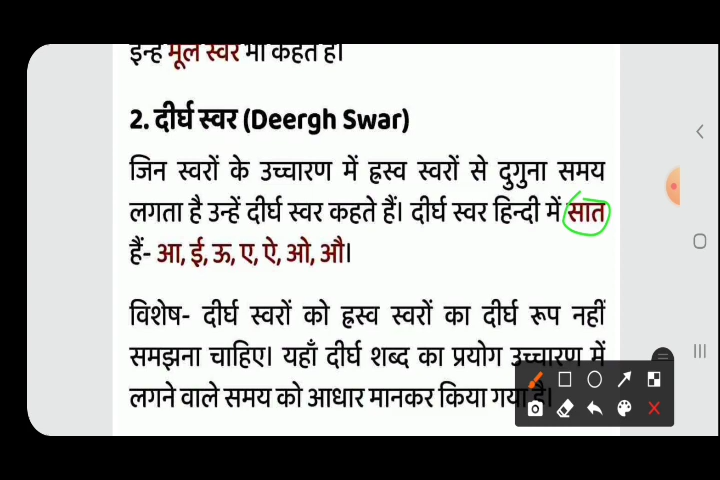 इन्हें मूल स्वर भी कहते हैं।
2. दीर्घ स्वर (Deergh Swar)
जिन स्वरों के उच्चारण में ह्रस्व स्वरों से दुगुना समय
लगता है उन्हें दीर्घ स्वर कहते हैं। दीर्घ स्वर हिन्दी में सात
हैं- आ, ई, ऊ, ए, ऐ, ओ, औ।
विशेष- दीर्घ स्वरों को ह्रस्व स्वरों का दीर्घ रूप नहीं
समझना चाहिए। यहाँ दीर्घ शब्द का प्रयोग उच्चारण में
लगने वाले समय को आधार मानकर किया गया है।